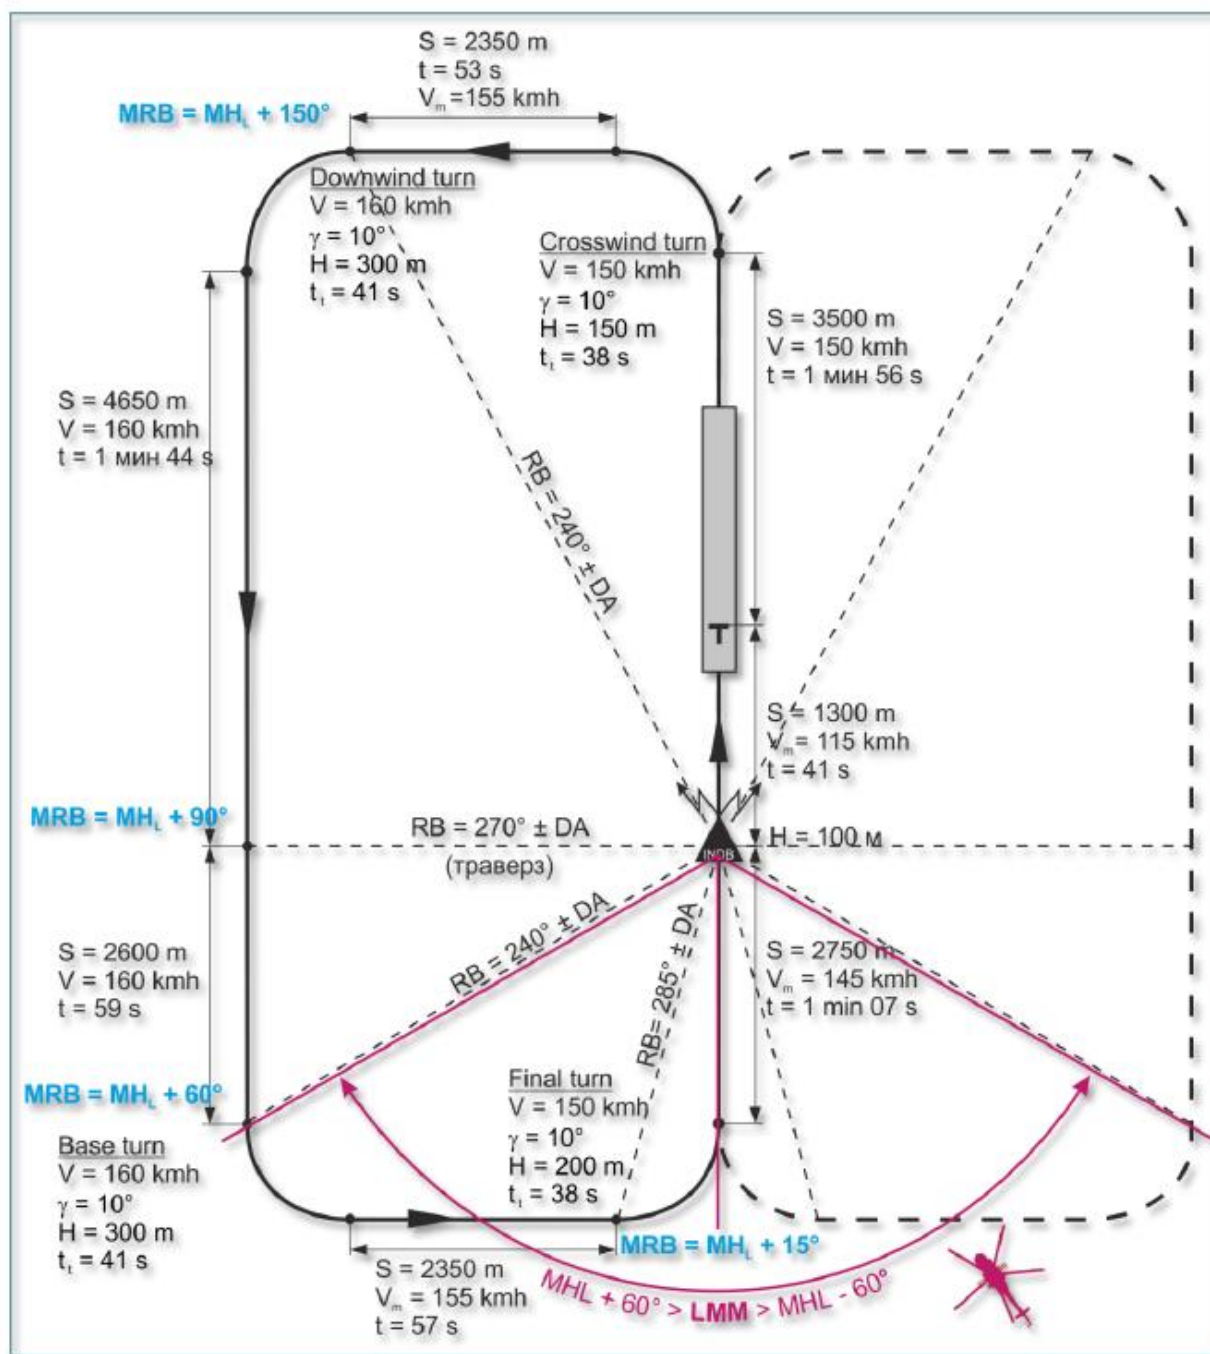 S = 2350 m
t = 53 s
Vm =155 kmh
MRB = MHL + 150°
Downwind turn
V = 160 kmh
γ = 10°
H = 300 m
tt = 41 s
Crosswind turn
V = 150 kmh
γ = 10°
H = 150 m
tt = 38 s
S = 3500 m
V = 150 kmh
t = 1 мин 56 s
S = 4650 m
V = 160 kmh
t = 1 мин 44 s
RB = 240° ± DA
T
S = 1300 m
Vm = 115 kmh
t = 41 s
MRB = MHL + 90°
RB = 270° ± DA
(траверз)
INDB
H = 100 м
RB = 240° ± DA
RB= 285° ± DA
S = 2600 m
V = 160 kmh
t = 59 s
S = 2750 m
Vm = 145 kmh
t = 1 min 07 s
MRB = MHL + 60°
Final turn
V = 150 kmh
γ = 10°
H = 200 m
tt = 38 s
Base turn
V = 160 kmh
γ = 10°
H = 300 m
tt = 41 s
MRB = MHL + 15°
S = 2350 m
Vm = 155 kmh
t = 57 s
MHL + 60° > LMM > MHL - 60°